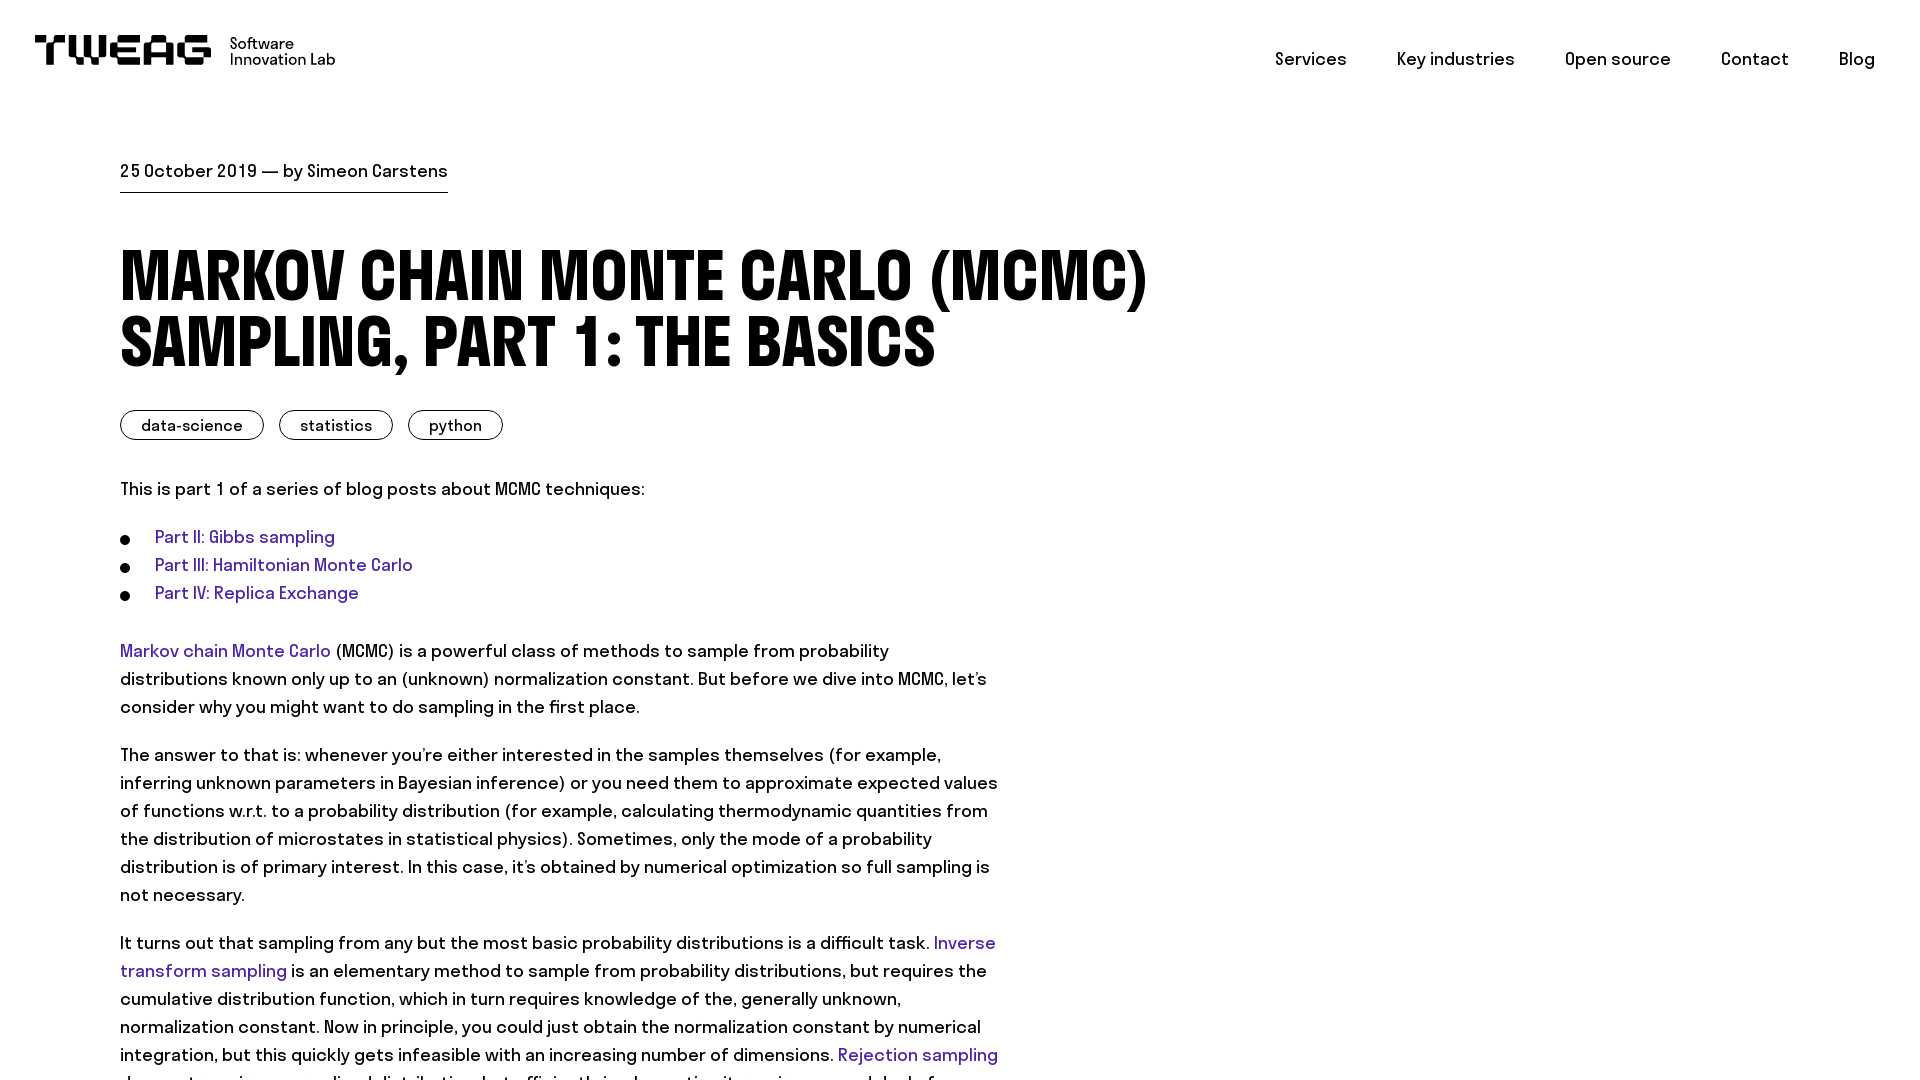 TWEAG Software Innovation Lab
Services Key industries Open source Contact Blog
25 October 2019 — by Simeon Carstens
MARKOV CHAIN MONTE CARLO (MCMC)
SAMPLING, PART 1: THE BASICS
data-science statistics python
This is part 1 of a series of blog posts about MCMC techniques:
Part II: Gibbs sampling
Part III: Hamiltonian Monte Carlo
Part IV: Replica Exchange
Markov chain Monte Carlo (MCMC) is a powerful class of methods to sample from probability
distributions known only up to an (unknown) normalization constant. But before we dive into MCMC, let’s
consider why you might want to do sampling in the first place.
The answer to that is: whenever you’re either interested in the samples themselves (for example,
inferring unknown parameters in Bayesian inference) or you need them to approximate expected values
of functions w.r.t. to a probability distribution (for example, calculating thermodynamic quantities from
the distribution of microstates in statistical physics). Sometimes, only the mode of a probability
distribution is of primary interest. In this case, it’s obtained by numerical optimization so full sampling is
not necessary.
It turns out that sampling from any but the most basic probability distributions is a difficult task. Inverse
transform sampling is an elementary method to sample from probability distributions, but requires the
cumulative distribution function, which in turn requires knowledge of the, generally unknown,
normalization constant. Now in principle, you could just obtain the normalization constant by numerical
integration, but this quickly gets infeasible with an increasing number of dimensions. Rejection sampling